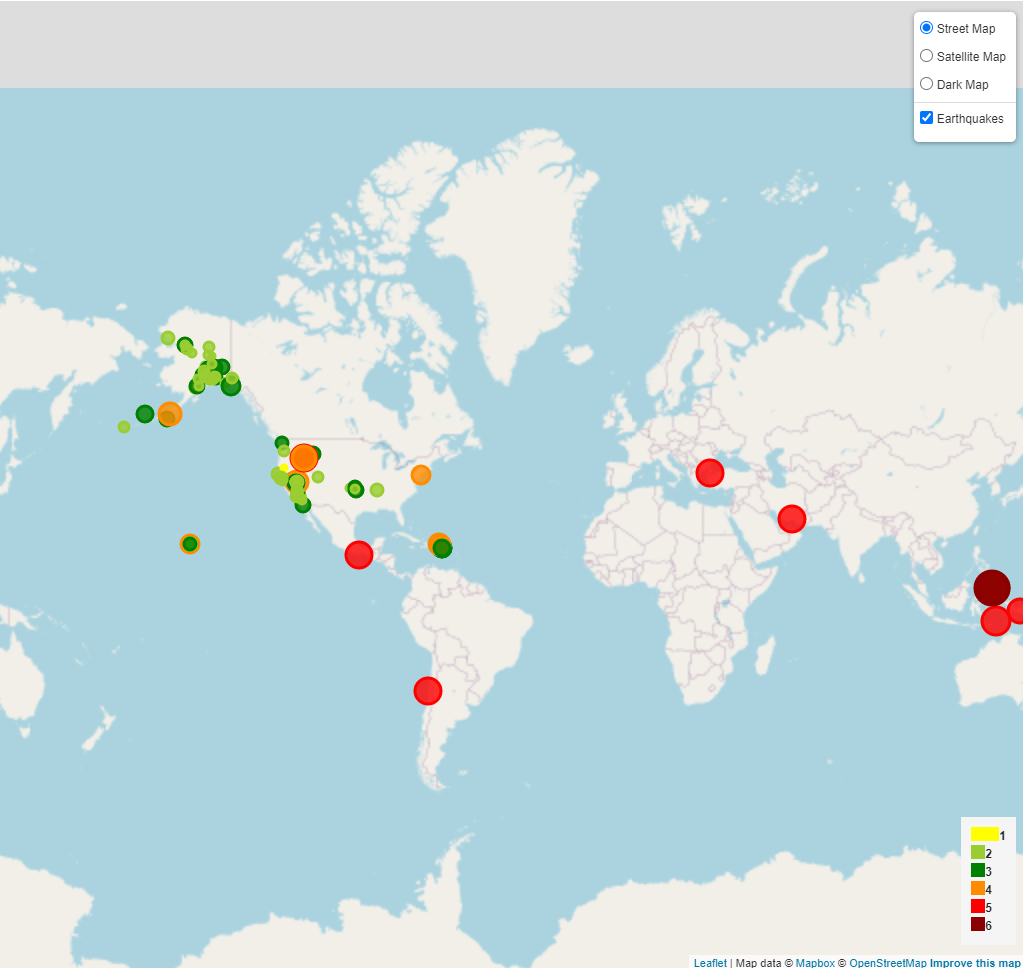 Street Map
Satellite Map
Dark Map
Earthquakes
1
2
3
4
5
6
Leaflet | Map data © Mapbox © OpenStreetMap Improve this map